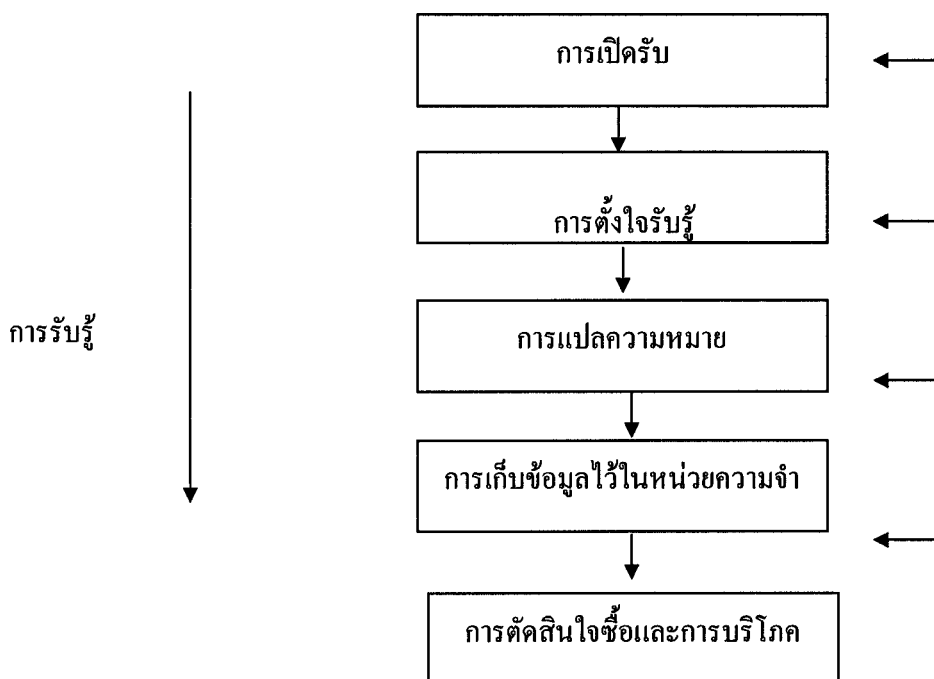 การเปิดรับ
การตั้งใจรับรู้
การรับรู้
การแปลความหมาย
การเก็บข้อมูลไว้ในหน่วยความจำ
การตัดสินใจซื้อและการบริโภค